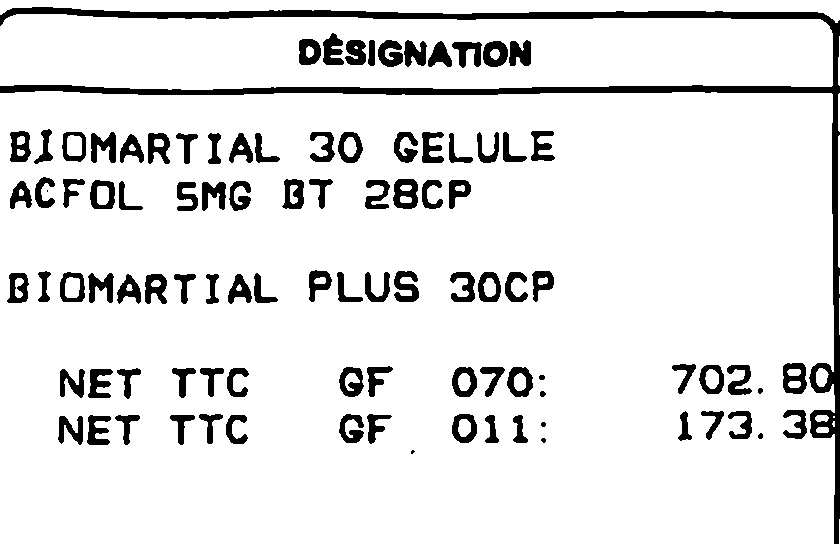 DÉSIGNATION
BIOMARTIAL 30 GELULE
ACFOL 5MG BT 28CP
BIOMARTIAL PLUS 30CP
NET TTC GF 070: 702.80
NET TTC GF 011: 173.38